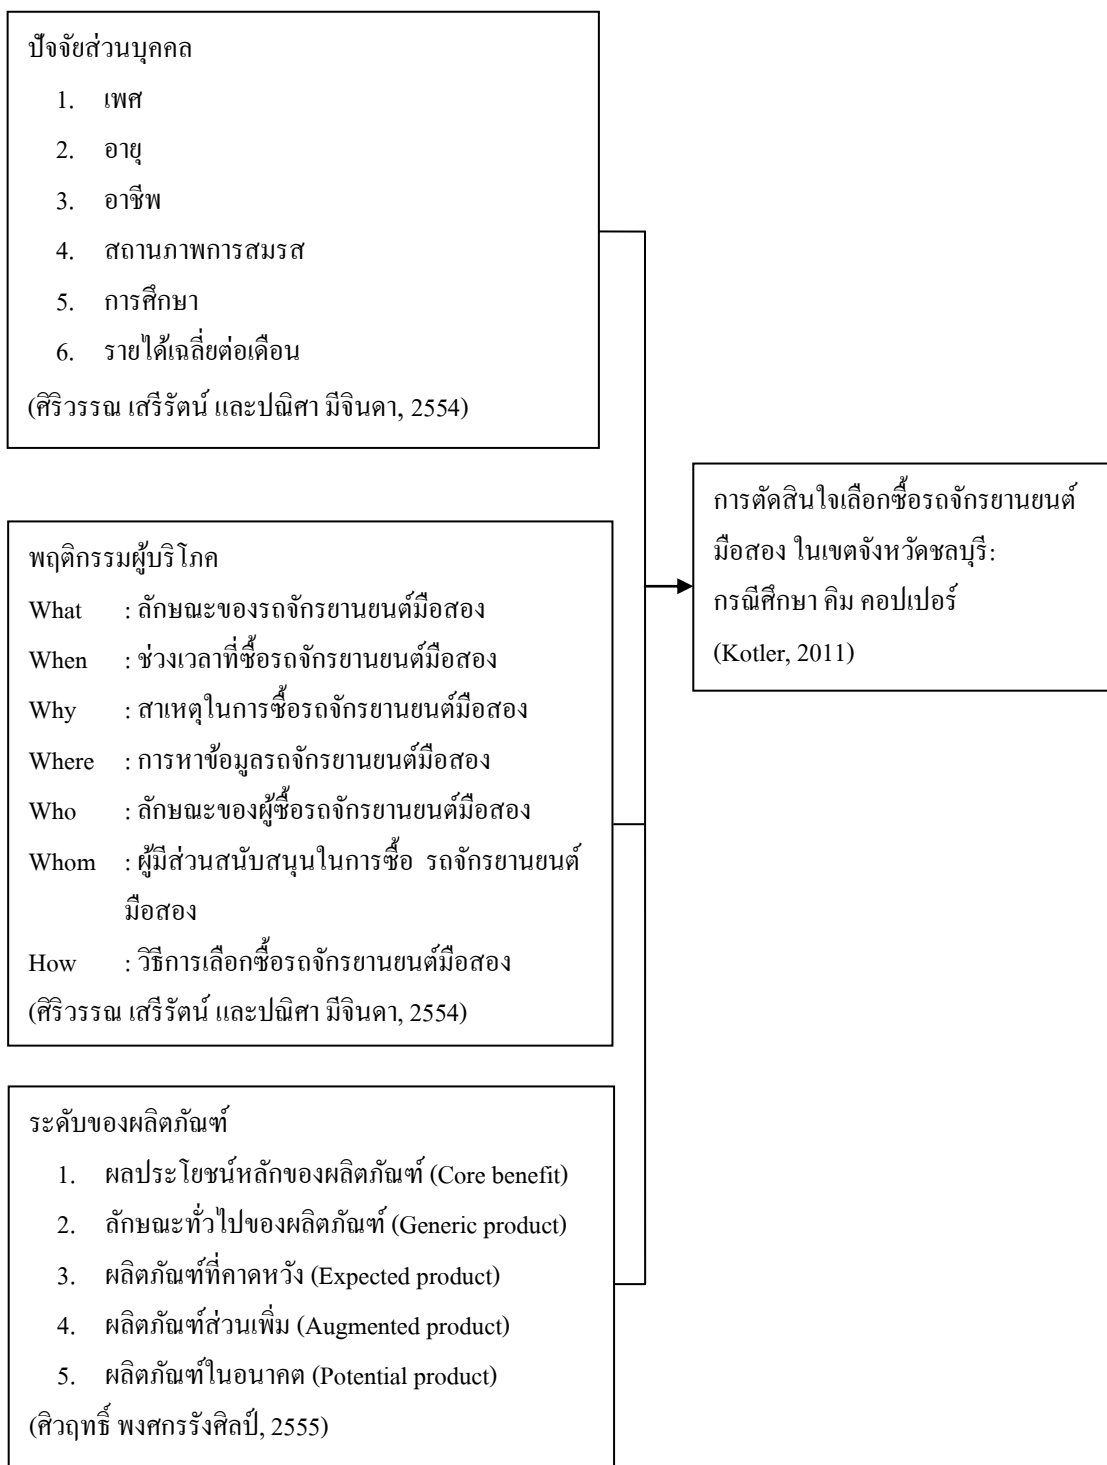 ปัจจัยส่วนบุคคล
1. เพศ
2. อายุ
3. อาชีพ
4. สถานภาพการสมรส
5. การศึกษา
6. รายได้เฉลี่ยต่อเดือน
(ศิริวรรณ เสรีรัตน์ และปณิศา มีจินดา, 2554)
พฤติกรรมผู้บริโภค
What : ลักษณะของรถจักรยานยนต์มือสอง
When : ช่วงเวลาที่ซื้อรถจักรยานยนต์มือสอง
Why : สาเหตุในการซื้อรถจักรยานยนต์มือสอง
Where : การหาข้อมูลรถจักรยานยนต์มือสอง
Who : ลักษณะของผู้ซื้อรถจักรยานยนต์มือสอง
Whom : ผู้มีส่วนสนับสนุนในการซื้อ รถจักรยานยนต์
มือสอง
How : วิธีการเลือกซื้อรถจักรยานยนต์มือสอง
(ศิริวรรณ เสรีรัตน์ และปณิศา มีจินดา, 2554)
ระดับของผลิตภัณฑ์
1. ผลประโยชน์หลักของผลิตภัณฑ์ (Core benefit)
2. ลักษณะทั่วไปของผลิตภัณฑ์ (Generic product)
3. ผลิตภัณฑ์ที่คาดหวัง (Expected product)
4. ผลิตภัณฑ์ส่วนเพิ่ม (Augmented product)
5. ผลิตภัณฑ์ในอนาคต (Potential product)
(ศิวฤทธิ์ พงศกรรังศิลป์, 2555)
การตัดสินใจเลือกซื้อรถจักรยานยนต์
มือสอง ในเขตจังหวัดชลบุรี:
กรณีศึกษา คิม คอปเปอร์
(Kotler, 2011)